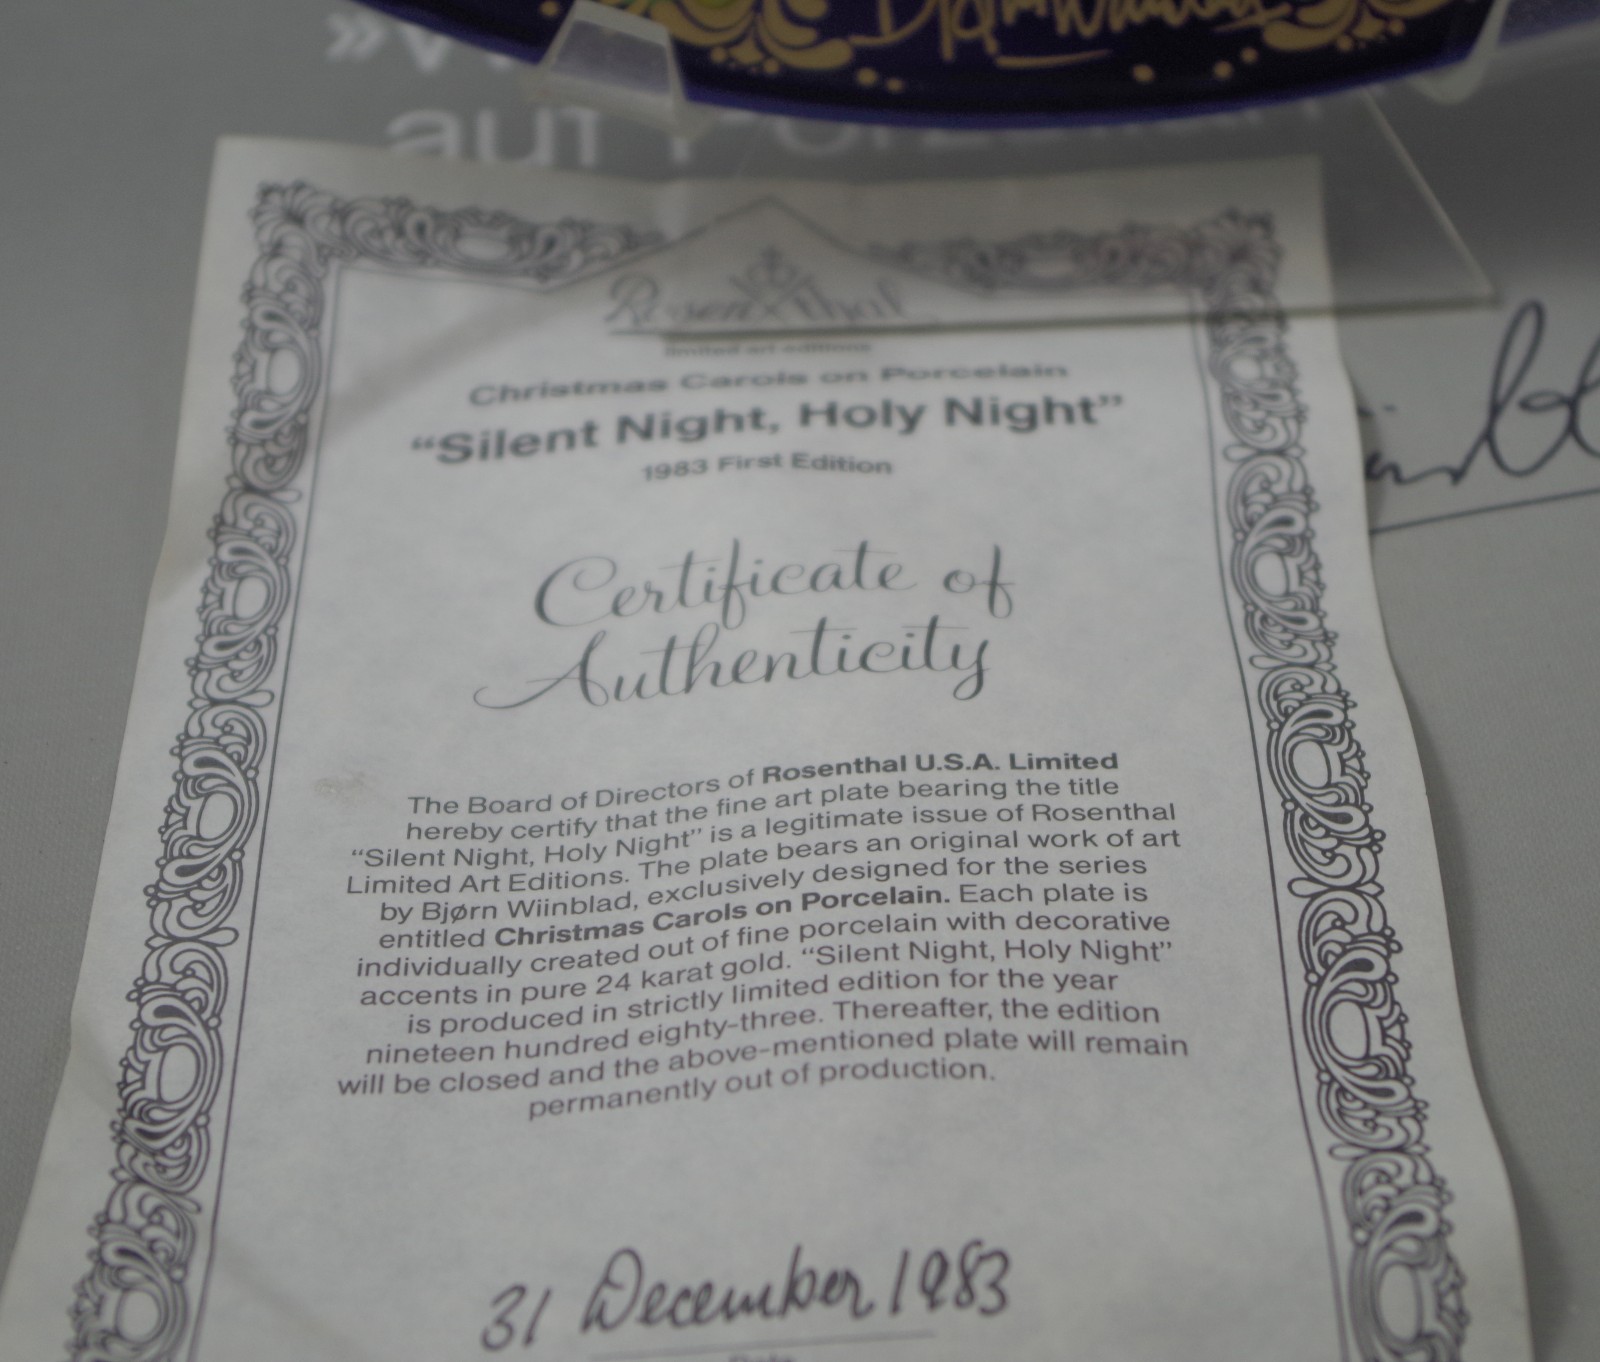 auf
Rosenthal
limited art editions
Christmas Carols on Porcelain
“Silent Night, Holy Night”
1983 First Edition
Certificate of
Authenticity
The Board of Directors of Rosenthal U.S.A. Limited
hereby certify that the fine art plate bearing the title
“Silent Night, Holy Night” is a legitimate issue of Rosenthal
Limited Art Editions. The plate bears an original work of art
by Bjørn Wiinblad, exclusively designed for the series
entitled Christmas Carols on Porcelain. Each plate is
individually created out of fine porcelain with decorative
accents in pure 24 karat gold. “Silent Night, Holy Night”
is produced in strictly limited edition for the year
nineteen hundred eighty-three. Thereafter, the edition
will be closed and the above-mentioned plate will remain
permanently out of production.
31 December 1983